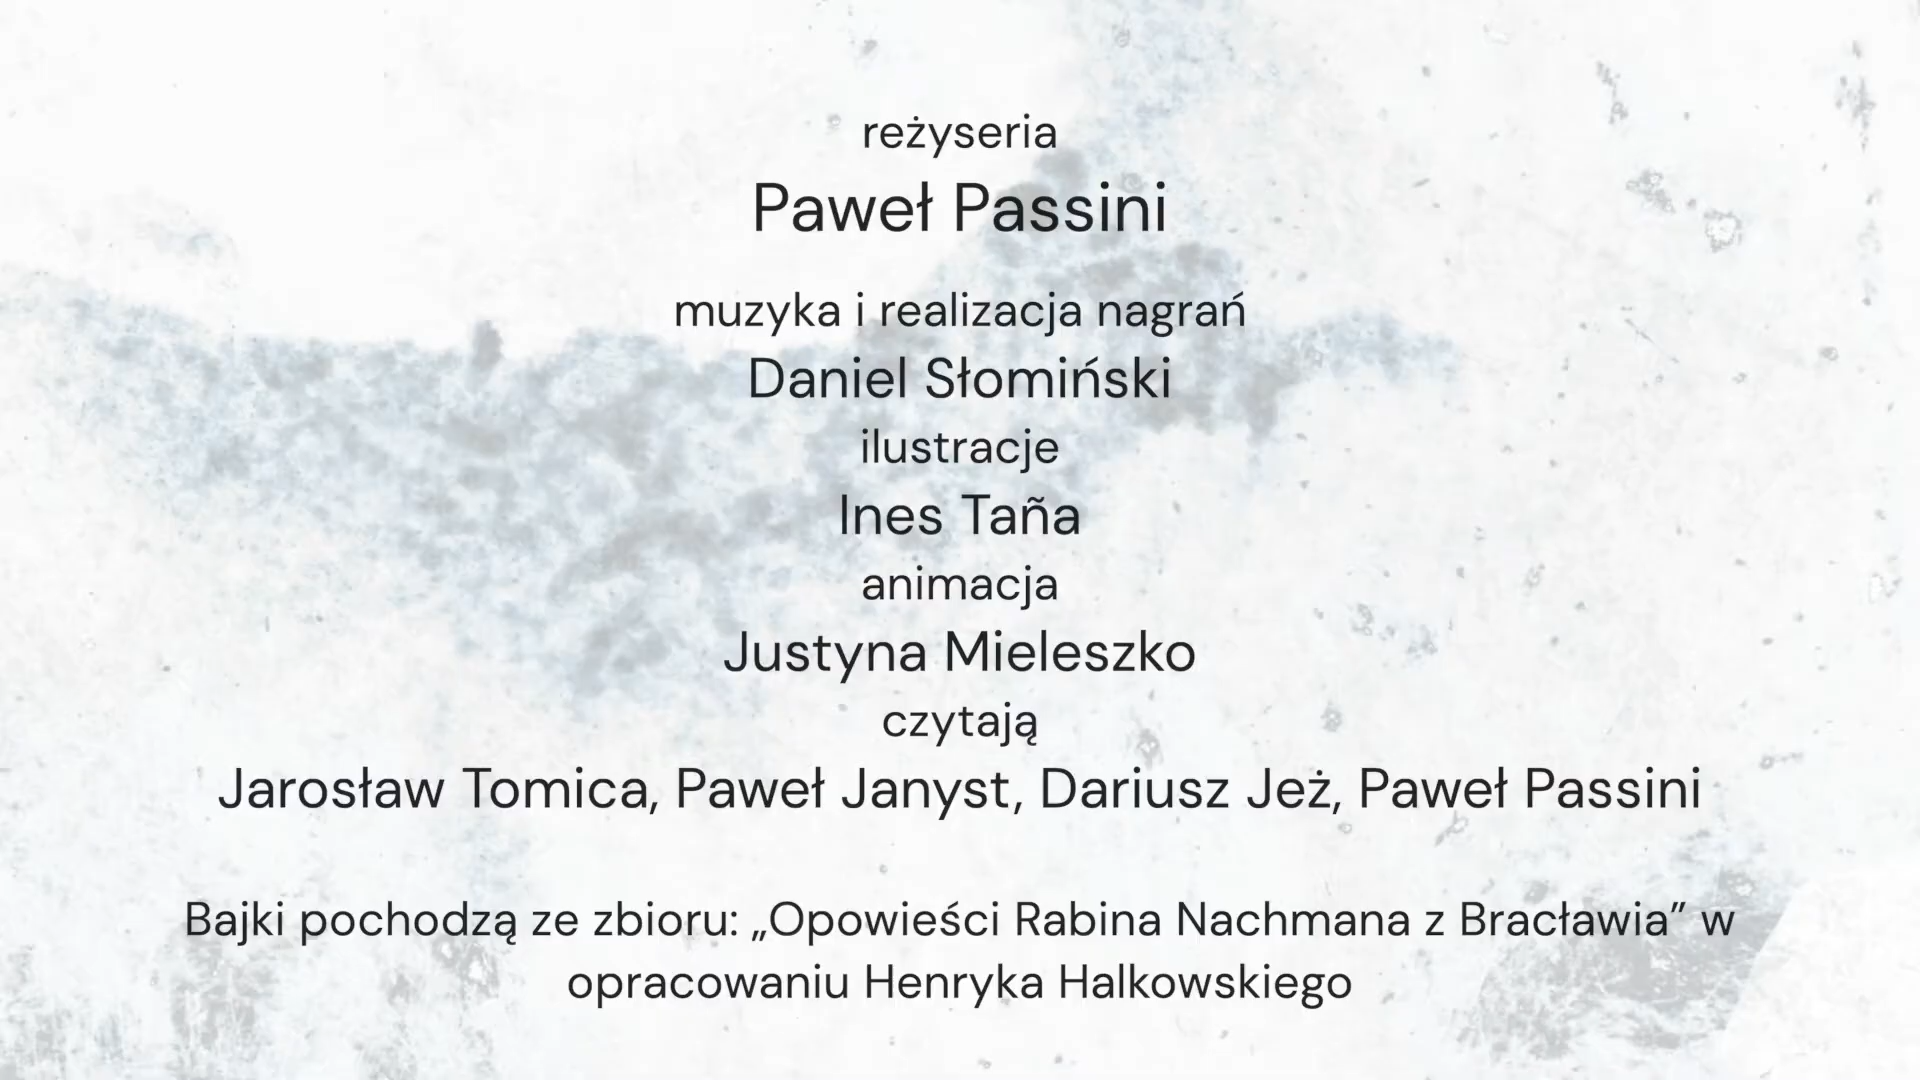 reżyseria
Paweł Passini
muzyka i realizacja nagrań
Daniel Słomiński
ilustracje
Ines Taña
animacja
Justyna Mieleszko
czytają
Jarosław Tomica, Paweł Janyst, Dariusz Jeż, Paweł Passini
Bajki pochodzą ze zbioru: „Opowieści Rabina Nachmana z Bracławia” w
opracowaniu Henryka Halkowskiego